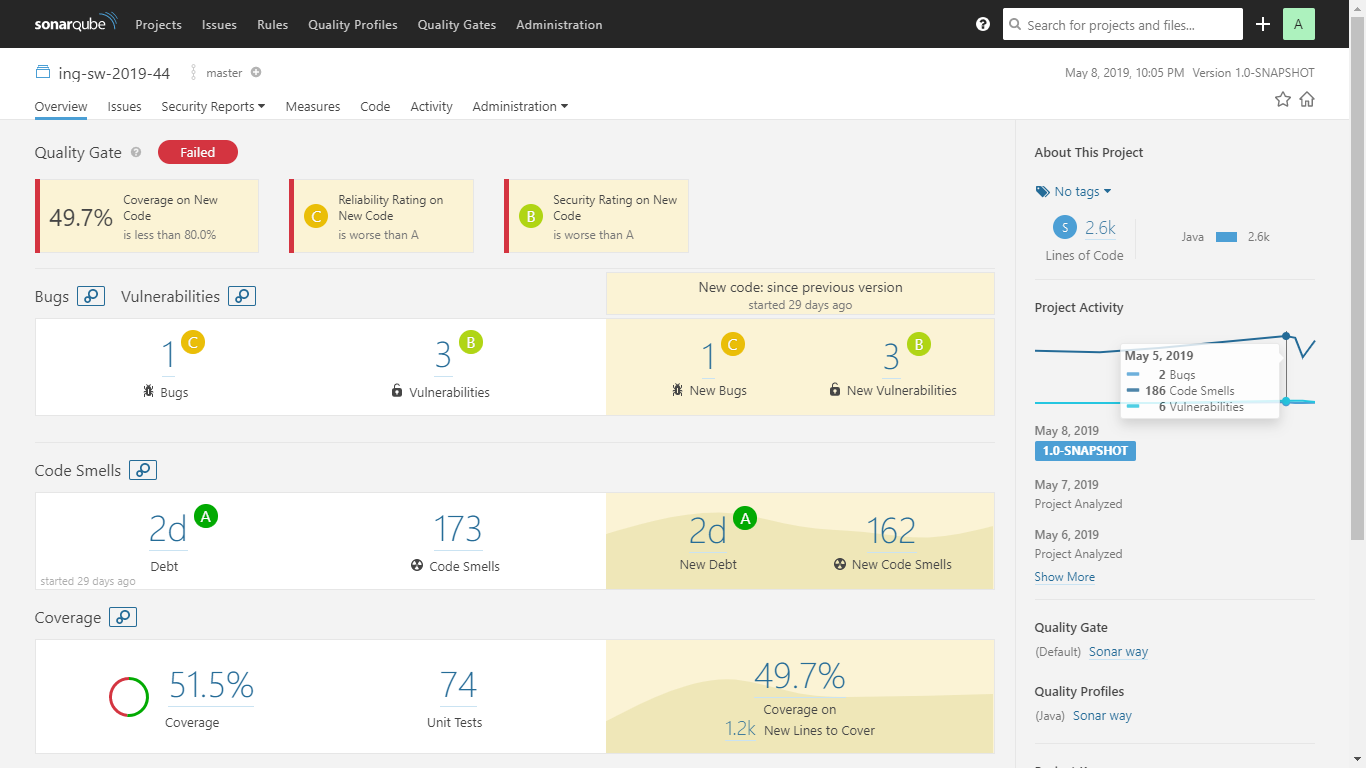 sonarqube Projects Issues Rules Quality Profiles Quality Gates Administration ? Search for projects and files... A
ing-sw-2019-44 master May 8, 2019, 10:05 PM Version 1.0-SNAPSHOT
Overview Issues Security Reports Measures Code Activity Administration
Quality Gate ? Failed
49.7% Coverage on New
Code
is less than 80.0%
C Reliability Rating on
New Code
is worse than A
B Security Rating on New
Code
is worse than A
Bugs Vulnerabilities
New code: since previous version
started 29 days ago
1 C
Bugs
3 B
Vulnerabilities
1 C
New Bugs
3 B
New Vulnerabilities
Code Smells
2d A
Debt
173
Code Smells
started 29 days ago
2d A
New Debt
162
New Code Smells
Coverage
51.5%
Coverage
74
Unit Tests
49.7%
Coverage on
1.2k New Lines to Cover
About This Project
No tags
S 2.6k
Lines of Code
Java 2.6k
Project Activity
May 5, 2019
2 Bugs
186 Code Smells
6 Vulnerabilities
May 8, 2019
1.0-SNAPSHOT
May 7, 2019
Project Analyzed
May 6, 2019
Project Analyzed
Show More
Quality Gate
(Default) Sonar way
Quality Profiles
(Java) Sonar way